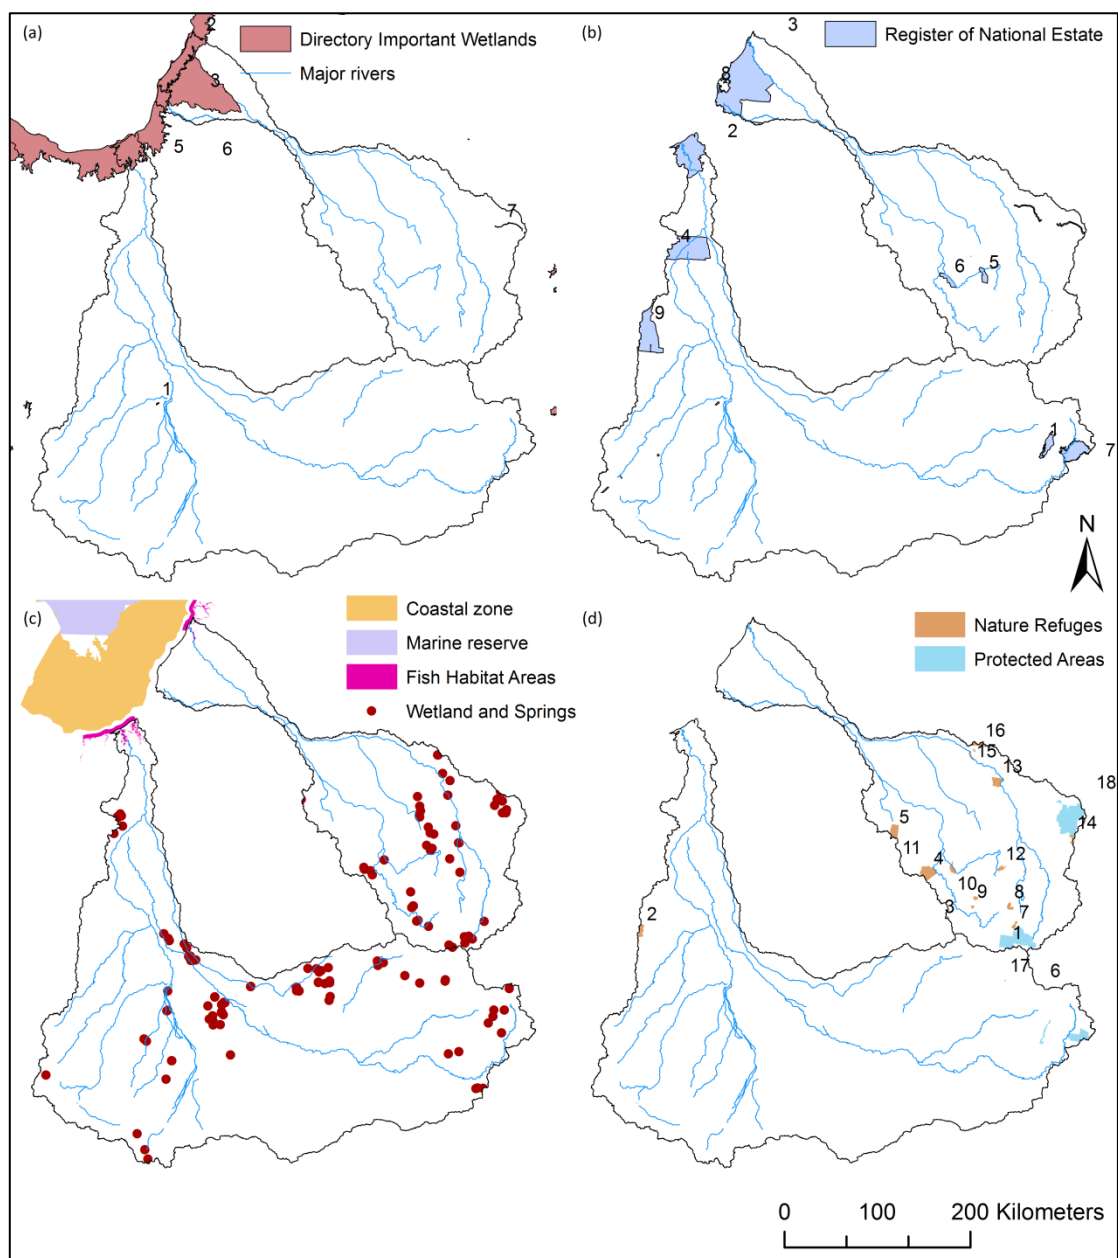 (a)
2
Directory Important Wetlands
3
Major rivers
5
6
7
1
(b)
3
Register of National Estate
8
2
4
6
5
9
1
7
N
(c)
Coastal zone
Marine reserve
Fish Habitat Areas
Wetland and Springs
(d)
Nature Refuges
Protected Areas
16
15
13
18
14
5
11
4
12
10
9
8
2
3
7
1
17
6
0 100 200 Kilometers